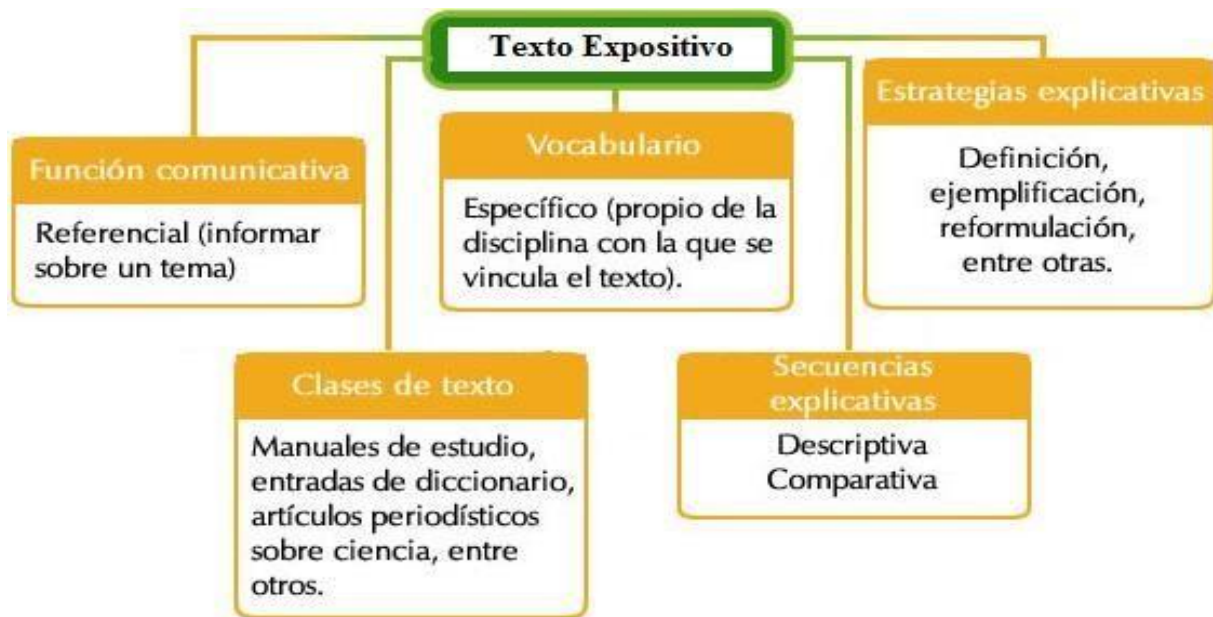 Texto Expositivo
Función comunicativa
Referencial (informar
sobre un tema)
Vocabulario
Específico (propio de la
disciplina con la que se
vincula el texto).
Estrategias explicativas
Definición,
ejemplificación,
reformulación,
entre otras.
Clases de texto
Manuales de estudio,
entradas de diccionario,
artículos periodísticos
sobre ciencia, entre
otros.
Secuencias
explicativas
Descriptiva
Comparativa